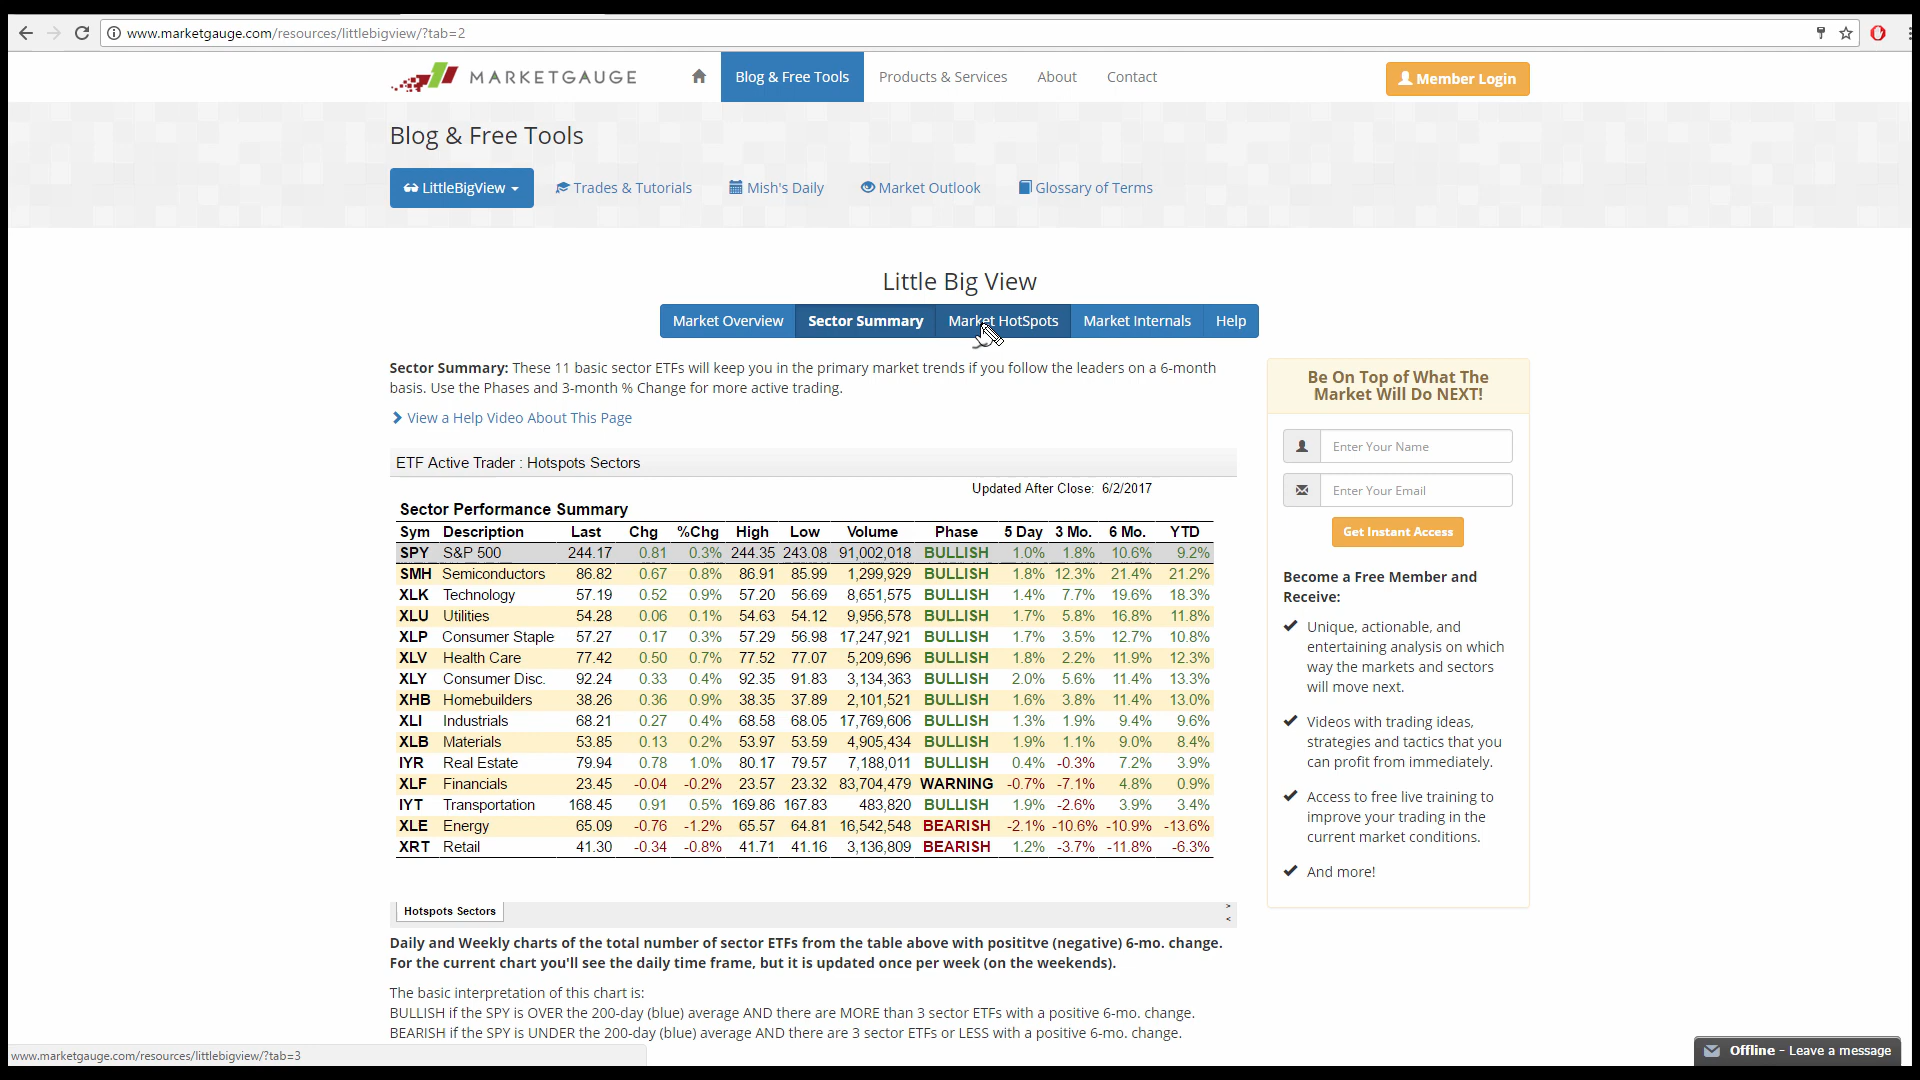 www.marketgauge.com/resources/littlebigview/?tab=2
MARKETGAUGE
Blog & Free Tools
Products & Services
About
Contact
Member Login
Blog & Free Tools
LittleBigView
Trades & Tutorials
Mish's Daily
Market Outlook
Glossary of Terms
Little Big View
Market Overview
Sector Summary
Market HotSpots
Market Internals
Help
Sector Summary: These 11 basic sector ETFs will keep you in the primary market trends if you follow the leaders on a 6-month
basis. Use the Phases and 3-month % Change for more active trading.
View a Help Video About This Page
ETF Active Trader : Hotspots Sectors
Updated After Close: 6/2/2017
Sector Performance Summary
Sym Description Last Chg %Chg High Low Volume Phase 5 Day 3 Mo. 6 Mo. YTD
SPY S&P 500 244.17 0.81 0.3% 244.35 243.08 91,002,018 BULLISH 1.0% 1.8% 10.6% 9.2%
SMH Semiconductors 86.82 0.67 0.8% 86.91 85.99 1,299,929 BULLISH 1.8% 12.3% 21.4% 21.2%
XLK Technology 57.19 0.52 0.9% 57.20 56.69 8,651,575 BULLISH 1.4% 7.7% 19.6% 18.3%
XLU Utilities 54.28 0.06 0.1% 54.63 54.12 9,956,578 BULLISH 1.7% 5.8% 16.8% 11.8%
XLP Consumer Staple 57.27 0.17 0.3% 57.29 56.98 17,247,921 BULLISH 1.7% 3.5% 12.7% 10.8%
XLV Health Care 77.42 0.50 0.7% 77.52 77.07 5,209,696 BULLISH 1.8% 2.2% 11.9% 12.3%
XLY Consumer Disc. 92.24 0.33 0.4% 92.35 91.83 3,134,363 BULLISH 2.0% 5.6% 11.4% 13.3%
XHB Homebuilders 38.26 0.36 0.9% 38.35 37.89 2,101,521 BULLISH 1.6% 3.8% 11.4% 13.0%
XLI Industrials 68.21 0.27 0.4% 68.58 68.05 17,769,606 BULLISH 1.3% 1.9% 9.4% 9.6%
XLB Materials 53.85 0.13 0.2% 53.97 53.59 4,905,434 BULLISH 1.9% 1.1% 9.0% 8.4%
IYR Real Estate 79.94 0.78 1.0% 80.17 79.57 7,188,011 BULLISH 0.4% -0.3% 7.2% 3.9%
XLF Financials 23.45 -0.04 -0.2% 23.57 23.32 83,704,479 WARNING -0.7% -7.1% 4.8% 0.9%
IYT Transportation 168.45 0.91 0.5% 169.86 167.83 483,820 BULLISH 1.9% -2.6% 3.9% 3.4%
XLE Energy 65.09 -0.76 -1.2% 65.57 64.81 16,542,548 BEARISH -2.1% -10.6% -10.9% -13.6%
XRT Retail 41.30 -0.34 -0.8% 41.71 41.16 3,136,809 BEARISH 1.2% -3.7% -11.8% -6.3%
Hotspots Sectors
>
<
Daily and Weekly charts of the total number of sector ETFs from the table above with posititve (negative) 6-mo. change.
For the current chart you'll see the daily time frame, but it is updated once per week (on the weekends).
The basic interpretation of this chart is:
BULLISH if the SPY is OVER the 200-day (blue) average AND there are MORE than 3 sector ETFs with a positive 6-mo. change.
BEARISH if the SPY is UNDER the 200-day (blue) average AND there are 3 sector ETFs or LESS with a positive 6-mo. change.
Be On Top of What The
Market Will Do NEXT!
Enter Your Name
Enter Your Email
Get Instant Access
Become a Free Member and
Receive:
Unique, actionable, and
entertaining analysis on which
way the markets and sectors
will move next.
Videos with trading ideas,
strategies and tactics that you
can profit from immediately.
Access to free live training to
improve your trading in the
current market conditions.
And more!
www.marketgauge.com/resources/littlebigview/?tab=3
Offline - Leave a message